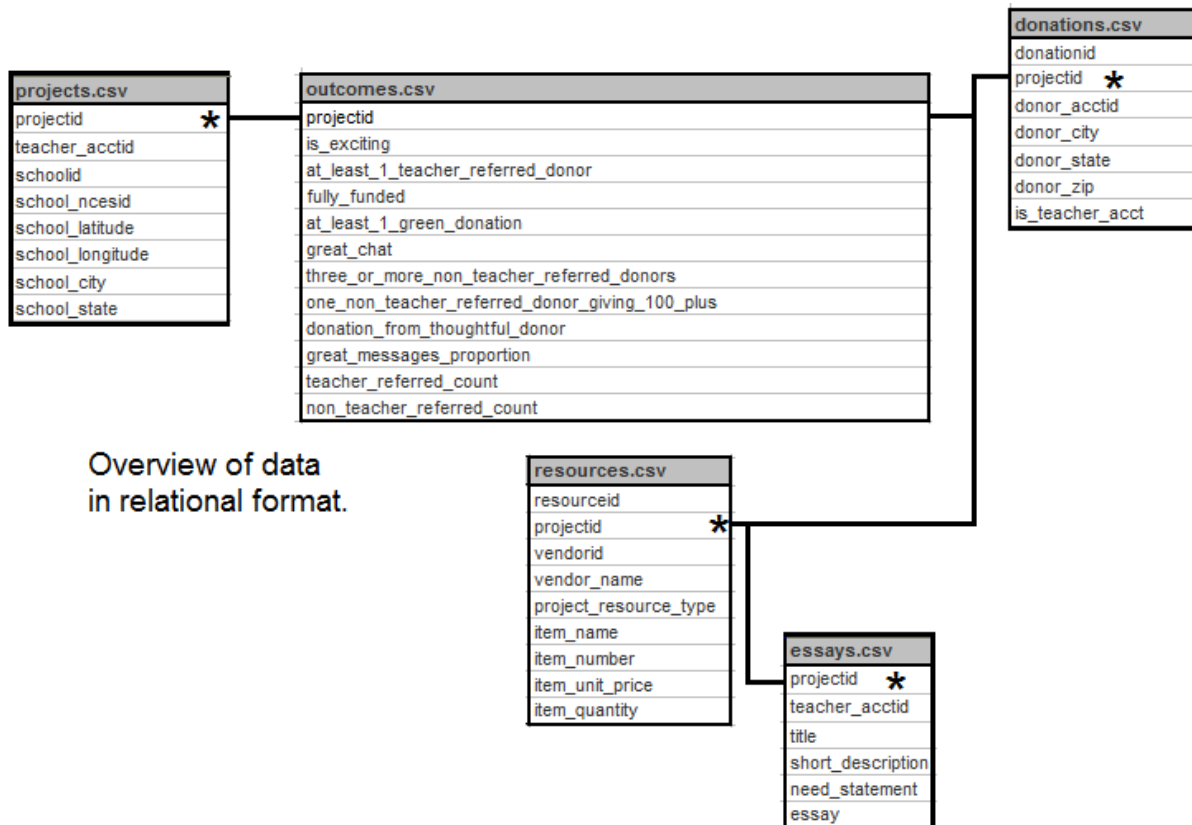 projects.csv
projectid *
teacher_acctid
schoolid
school_ncesid
school_latitude
school_longitude
school_city
school_state
outcomes.csv
projectid
is_exciting
at_least_1_teacher_referred_donor
fully_funded
at_least_1_green_donation
great_chat
three_or_more_non_teacher_referred_donors
one_non_teacher_referred_donor_giving_100_plus
donation_from_thoughtful_donor
great_messages_proportion
teacher_referred_count
non_teacher_referred_count
donations.csv
donationid
projectid *
donor_acctid
donor_city
donor_state
donor_zip
is_teacher_acct
Overview of data
in relational format.
resources.csv
resourceid
projectid *
vendorid
vendor_name
project_resource_type
item_name
item_number
item_unit_price
item_quantity
essays.csv
projectid *
teacher_acctid
title
short_description
need_statement
essay